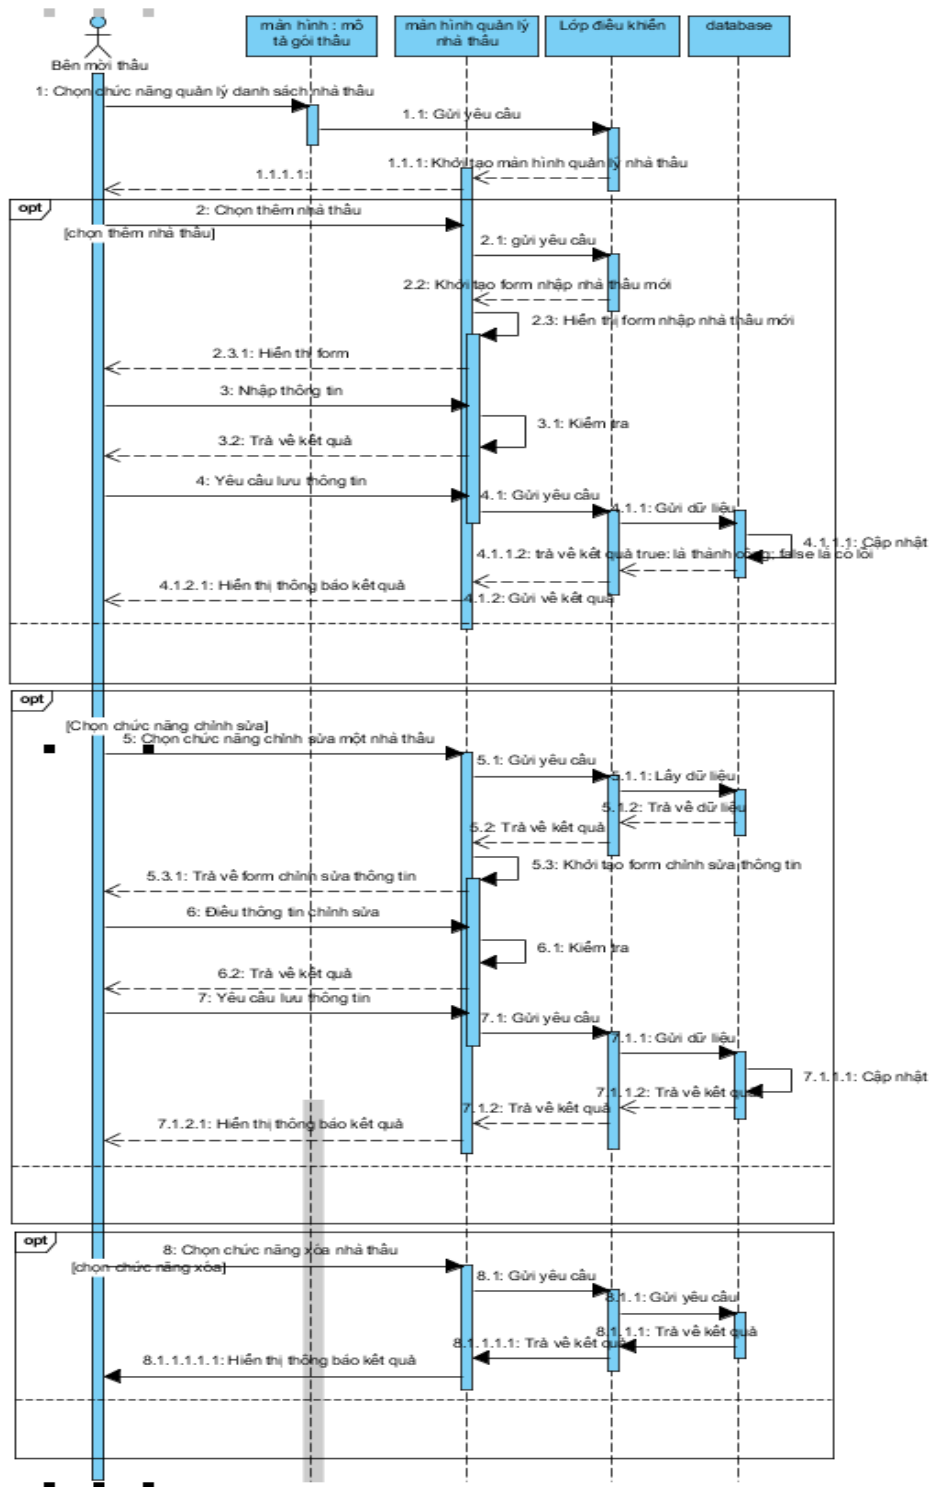 màn hình : mô
tả gói thầu
màn hình quản lý
nhà thầu
Lớp điều khiển
database
Bên mời thầu
1: Chọn chức năng quản lý danh sách nhà thầu
1.1: Gửi yêu cầu
1.1.1: Khởi tạo màn hình quản lý nhà thầu
1.1.1.1:
opt
2: Chọn thêm nhà thầu
[chọn thêm nhà thầu]
2.1: gửi yêu cầu
2.2: Khởi tạo form nhập nhà thầu mới
2.3: Hiển thị form nhập nhà thầu mới
2.3.1: Hiển thị form
3: Nhập thông tin
3.1: Kiểm tra
3.2: Trả về kết quả
4: Yêu cầu lưu thông tin
4.1: Gửi yêu cầu
4.1.1: Gửi dữ liệu
4.1.1.1: Cập nhật
4.1.1.2: trả về kết quả true: là thành công; false là có lỗi
4.1.2.1: Hiển thị thông báo kết quả
4.1.2: Gửi về kết quả
opt
[Chọn chức năng chỉnh sửa]
5: Chọn chức năng chỉnh sửa một nhà thầu
5.1: Gửi yêu cầu
5.1.1: Lấy dữ liệu
5.1.2: Trả về dữ liệu
5.2: Trả về kết quả
5.3: Khởi tạo form chỉnh sửa thông tin
5.3.1: Trả về form chỉnh sửa thông tin
6: Điều thông tin chỉnh sửa
6.1: Kiểm tra
6.2: Trả về kết quả
7: Yêu cầu lưu thông tin
7.1: Gửi yêu cầu
7.1.1: Gửi dữ liệu
7.1.1.1: Cập nhật
7.1.1.2: Trả về kết quả
7.1.2: Trả về kết quả
7.1.2.1: Hiển thị thông báo kết quả
opt
8: Chọn chức năng xóa nhà thầu
[chọn chức năng xóa]
8.1: Gửi yêu cầu
8.1.1: Gửi yêu cầu
8.1.1.1: Trả về kết quả
8.1.1.1.1: Trả về kết quả
8.1.1.1.1.1: Hiển thị thông báo kết quả